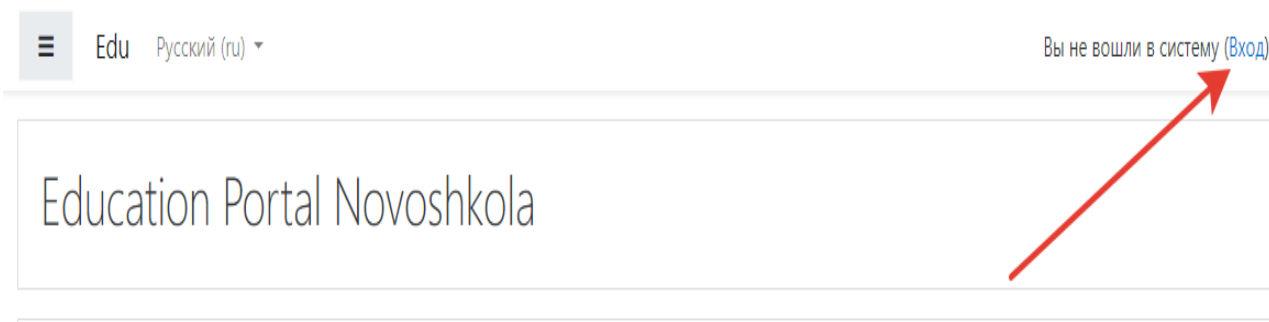 Edu Русский (ru) Вы не вошли в систему (Вход)
Education Portal Novoshkola